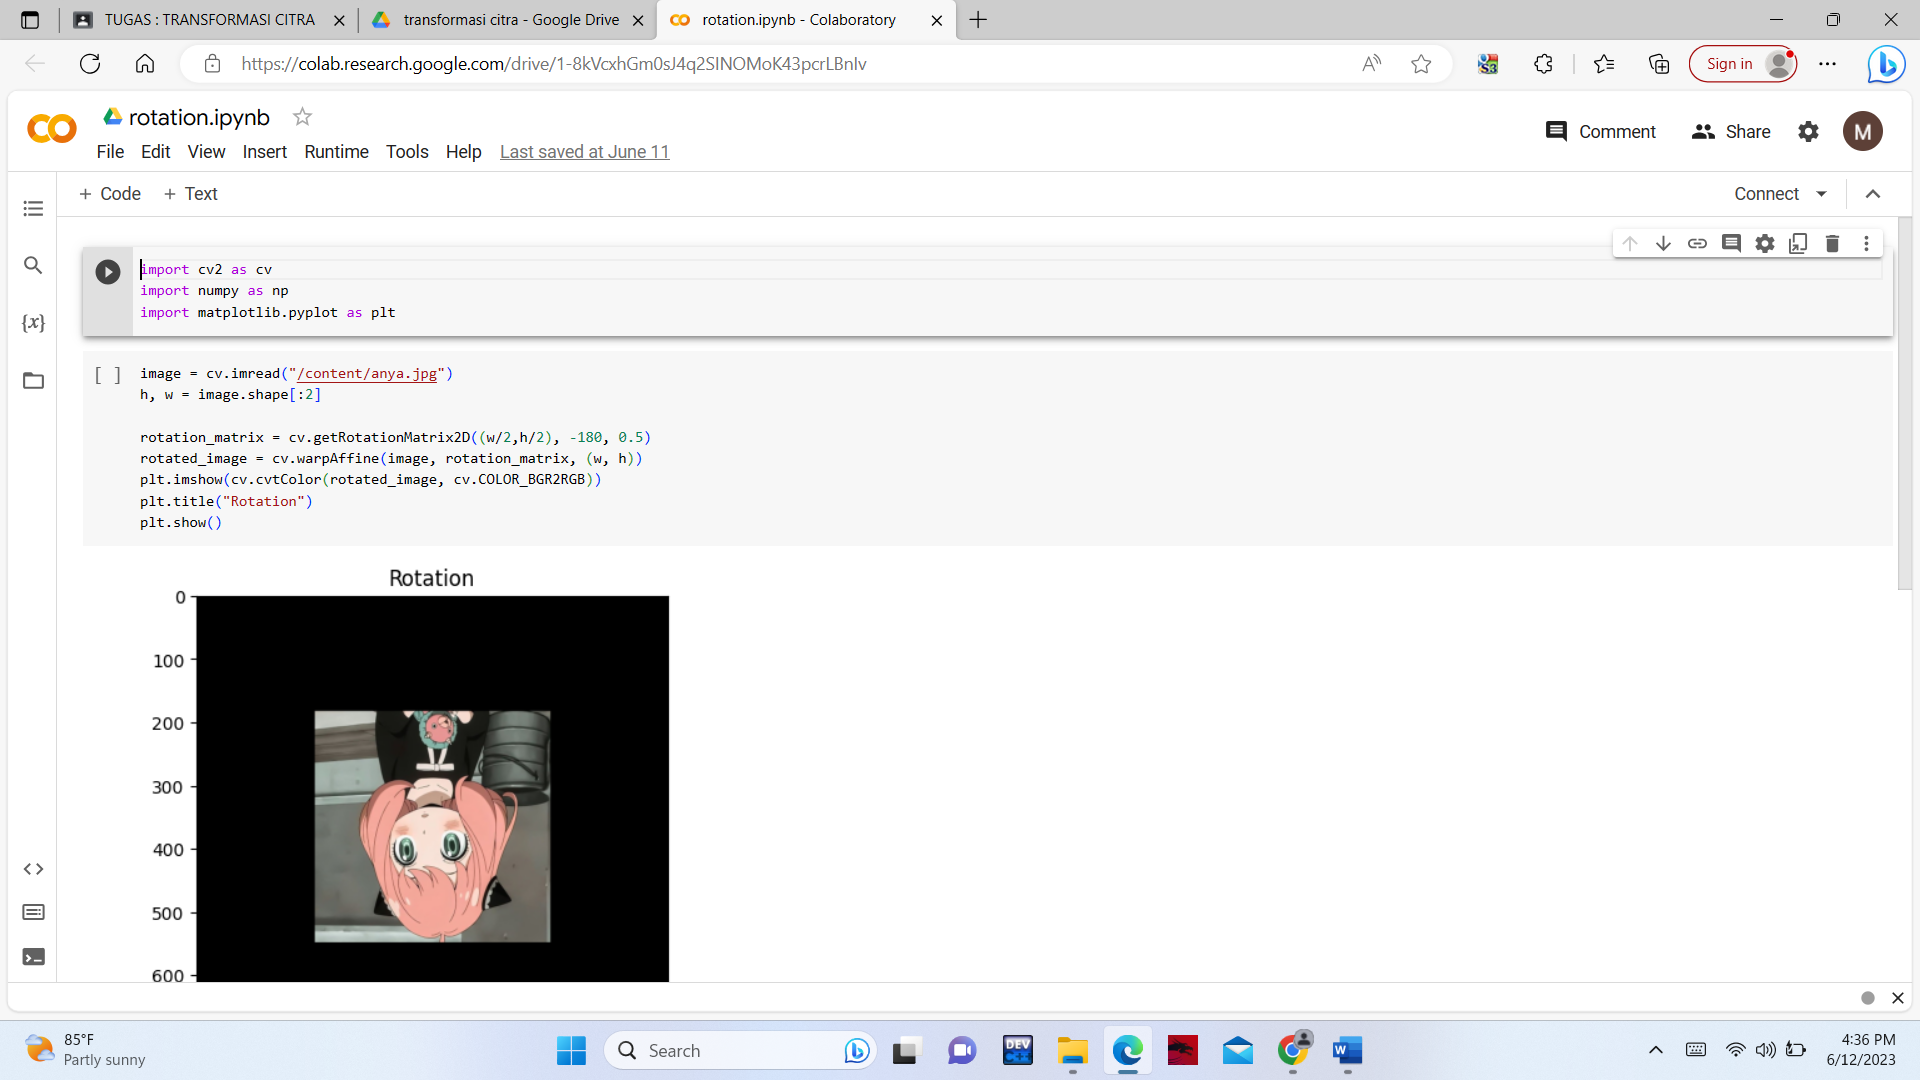 TUGAS : TRANSFORMASI CITRA
transformasi citra - Google Drive
rotation.ipynb - Colaboratory
https://colab.research.google.com/drive/1-8kVcxhGm0sJ4q2SINOMoK43pcrLBnIv
Sign in
rotation.ipynb
File Edit View Insert Runtime Tools Help Last saved at June 11
Comment
Share
M
+ Code + Text
Connect
import cv2 as cv
import numpy as np
import matplotlib.pyplot as plt
[ ]
image = cv.imread("/content/anya.jpg")
h, w = image.shape[:2]
rotation_matrix = cv.getRotationMatrix2D((w/2,h/2), -180, 0.5)
rotated_image = cv.warpAffine(image, rotation_matrix, (w, h))
plt.imshow(cv.cvtColor(rotated_image, cv.COLOR_BGR2RGB))
plt.title("Rotation")
plt.show()
Rotation
0
100
200
300
400
500
600
85°F
Partly sunny
Search
DEV
C++
W
4:36 PM
6/12/2023